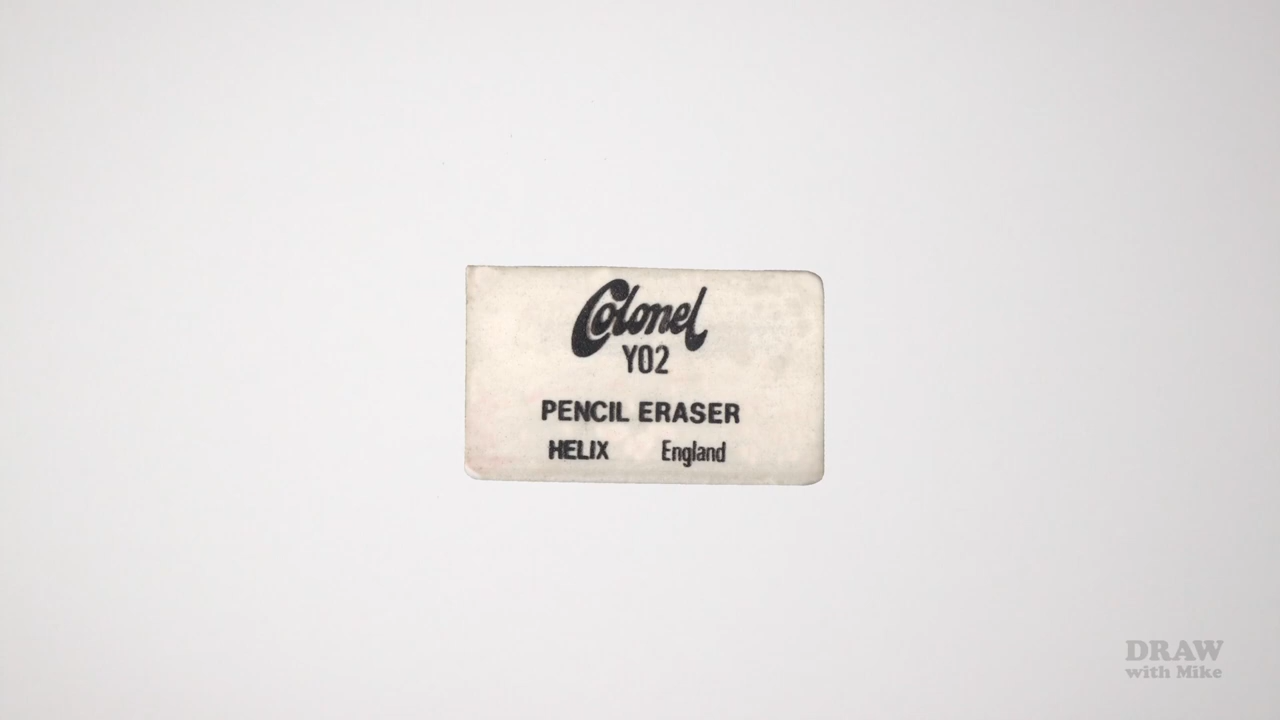 Colonel
Y02
PENCIL ERASER
HELIX England
DRAW
with Mike